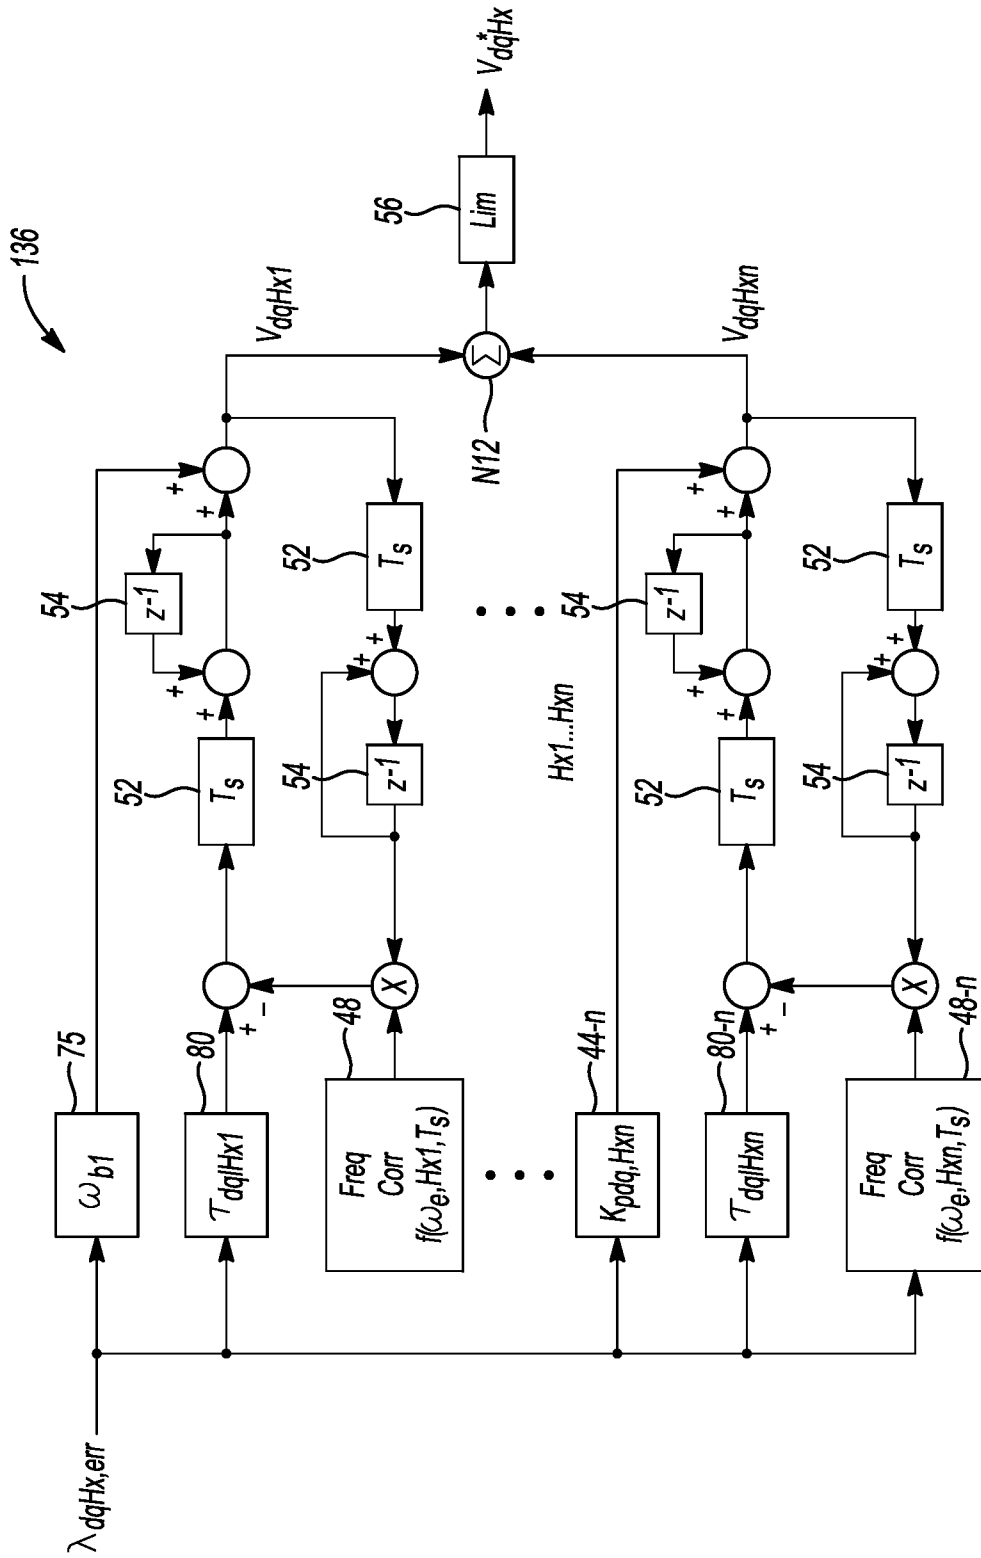 136
λdqHx,err
75
ωb1
54
z-1
+
+
+
+
VdqHx1
80
τdqIHx1
+
−
52
Ts
48
Freq
Corr
f(ωe,Hx1,Ts)
X
54
z-1
+
+
52
Ts
N12
Σ
56
Lim
V*dqHx
• • •
Hx1...Hxn
• • •
44-n
Kpdq,Hxn
54
z-1
+
+
+
+
VdqHxn
80-n
τdqIHxn
+
−
52
Ts
48-n
Freq
Corr
f(ωe,Hxn,Ts)
X
54
z-1
+
+
52
Ts